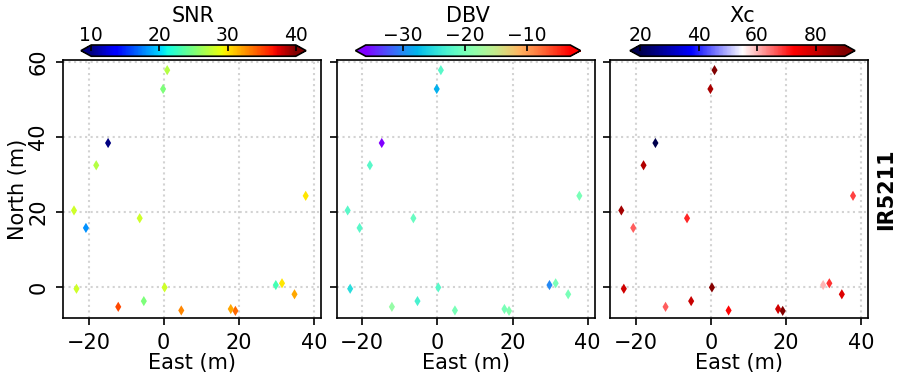 SNR DBV Xc
10 20 30 40 −30 −20 −10 20 40 60 80
60
40
20
0
North (m)
IR5211
−20 0 20 40 −20 0 20 40 −20 0 20 40
East (m) East (m) East (m)